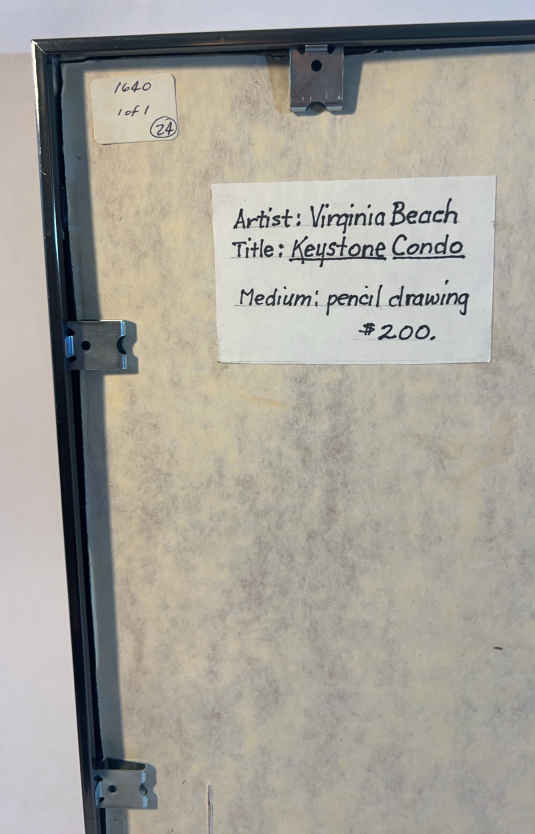 1640
1 of 1
24
Artist: Virginia Beach
Title: Keystone Condo
Medium: pencil drawing
$200.